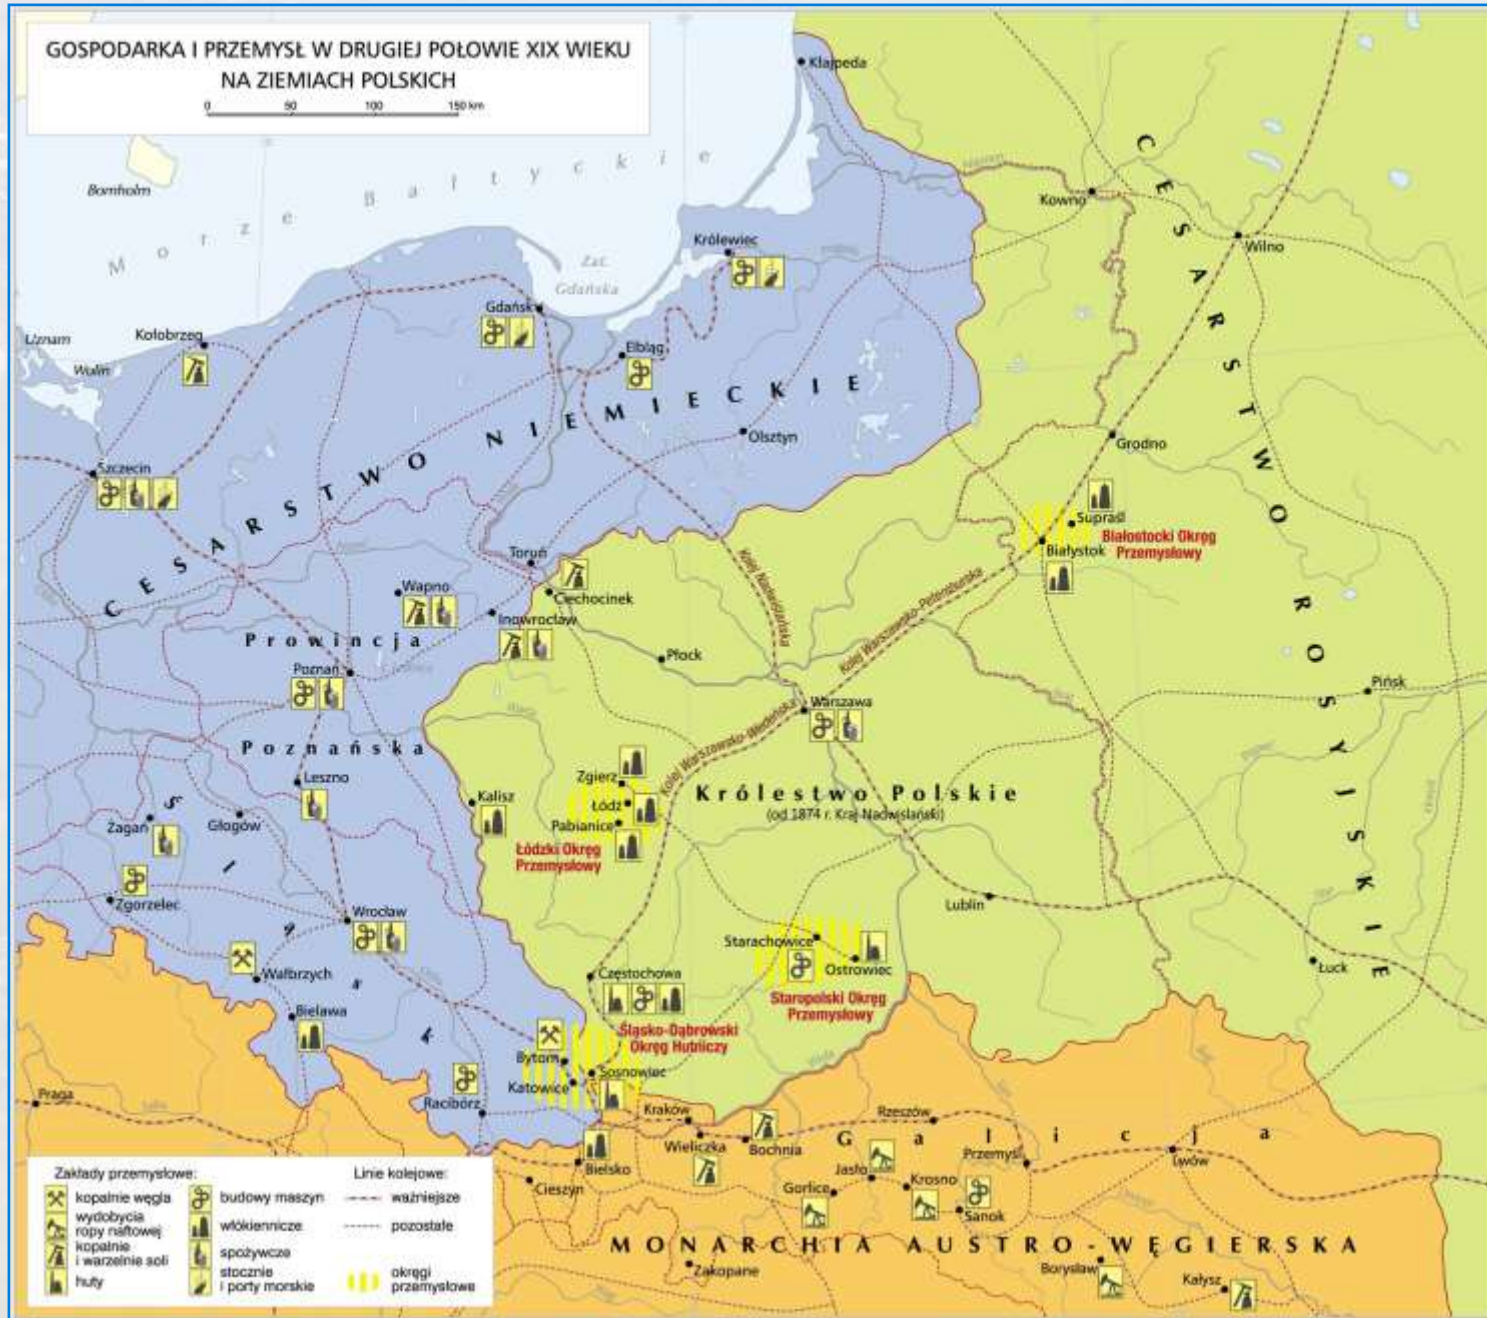 GOSPODARKA I PRZEMYSŁ W DRUGIEJ POŁOWIE XIX WIEKU
NA ZIEMIACH POLSKICH
0 50 100 150 km
Kłajpeda
Bornholm
Morze Bałtyckie
Niemen
Kowno
Wilno
Królewiec
Zat.
Gdańska
Gdańsk
Uznam
Kołobrzeg
Wolin
Elbląg
CESARSTWO NIEMIECKIE
CESARSTWO ROSYJSKIE
Olsztyn
Grodno
Szczecin
Supraśl
Białystok
Białostocki Okręg
Przemysłowy
Toruń
Kolej Nadwiślańska
Kolej Warszawsko-Petersburska
Wapno
Ciechocinek
Inowrocław
Prowincja
Płock
Poznań
Pińsk
Warszawa
Kolej Warszawsko-Wiedeńska
Poznańska
Zgierz
Leszno
Kalisz
Łódź
Królestwo Polskie
(od 1874 r. Kraj Nadwiślański)
Żagań
Głogów
Pabianice
Łódzki Okręg
Przemysłowy
Śląsk
Zgorzelec
Lublin
Wrocław
Starachowice
Ostrowiec
Wałbrzych
Częstochowa
Łuck
Staropolski Okręg
Przemysłowy
Bielawa
Śląsko-Dąbrowski
Okręg Hutniczy
Bytom
Sosnowiec
Katowice
Praga
Racibórz
Kraków
Rzeszów
Wieliczka
Bochnia
Galicja
Przemyśl
Lwów
Bielsko
Cieszyn
Jasło
Gorlice
Krosno
Sanok
MONARCHIA AUSTRO-WĘGIERSKA
Zakopane
Borysław
Kałysz
Zakłady przemysłowe:
kopalnie węgla
wydobycia
ropy naftowej
kopalnie
i warzelnie soli
huty
budowy maszyn
włókiennicze
spożywcze
stocznie
i porty morskie
Linie kolejowe:
ważniejsze
pozostałe
okręgi
przemysłowe